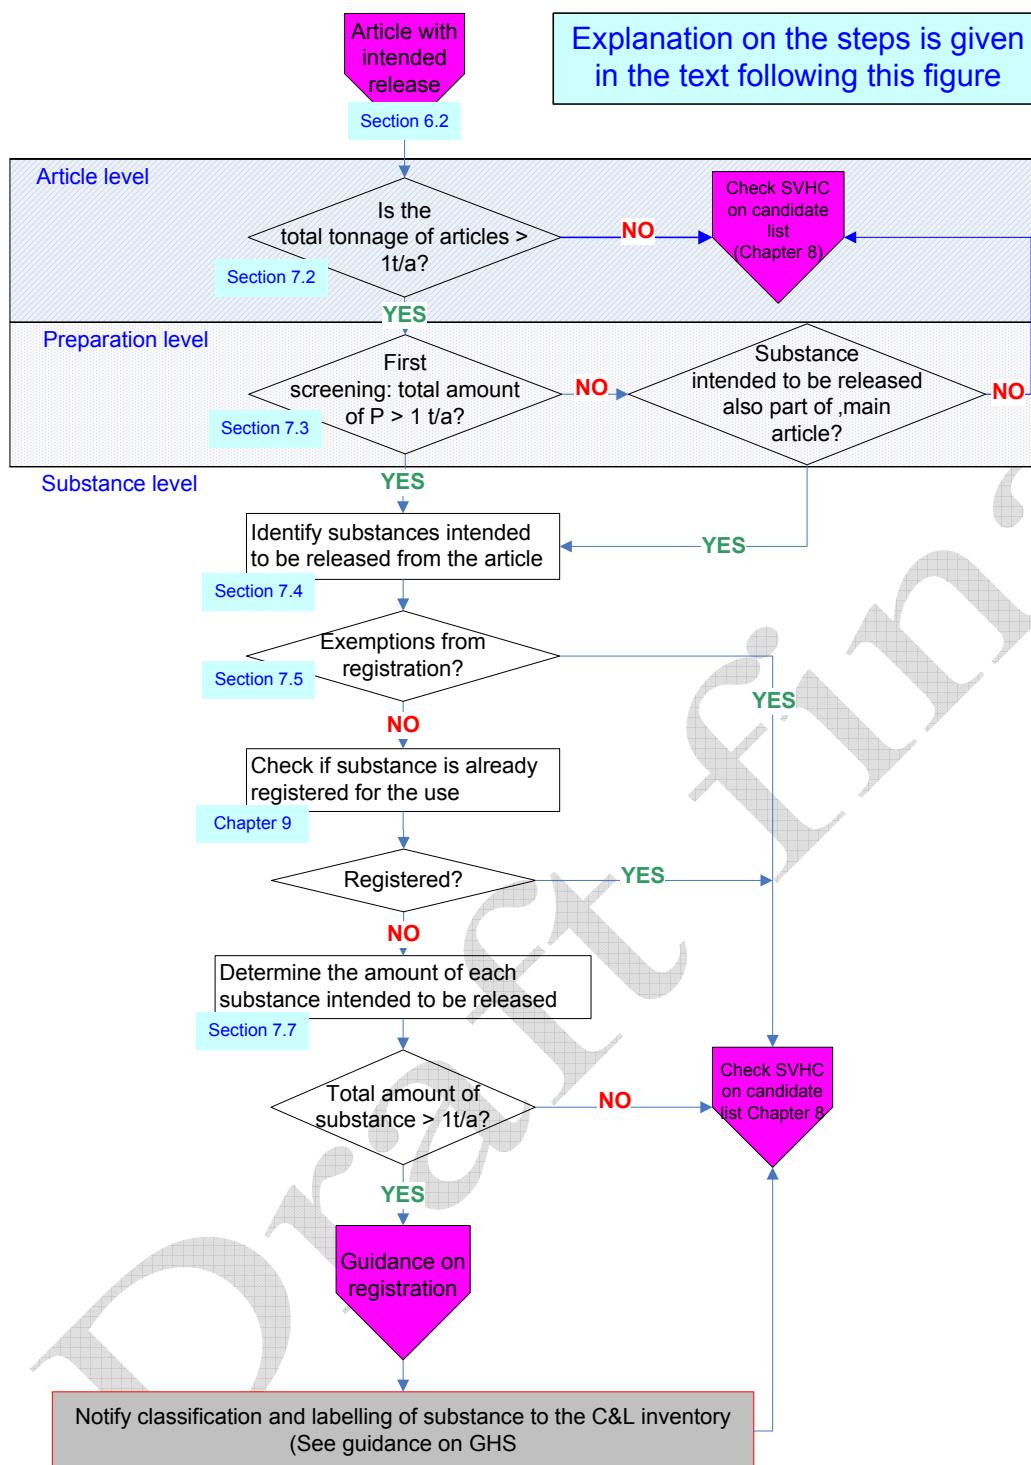 Article with
intended
release
Explanation on the steps is given
in the text following this figure
Section 6.2
Article level
Is the
total tonnage of articles >
1t/a?
NO
Check SVHC
on candidate
list
(Chapter 8)
Section 7.2
YES
Preparation level
First
screening: total amount
of P > 1 t/a?
NO
Substance
intended to be released
also part of ‚main
article?
NO
Section 7.3
YES
Substance level
Identify substances intended
to be released from the article
YES
Section 7.4
Exemptions from
registration?
Section 7.5
YES
NO
Check if substance is already
registered for the use
Chapter 9
Registered?
YES
NO
Determine the amount of each
substance intended to be released
Section 7.7
Total amount of
substance > 1t/a?
NO
Check SVHC
on candidate
list Chapter 8
YES
Guidance on
registration
Notify classification and labelling of substance to the C&L inventory
(See guidance on GHS
Draft fin